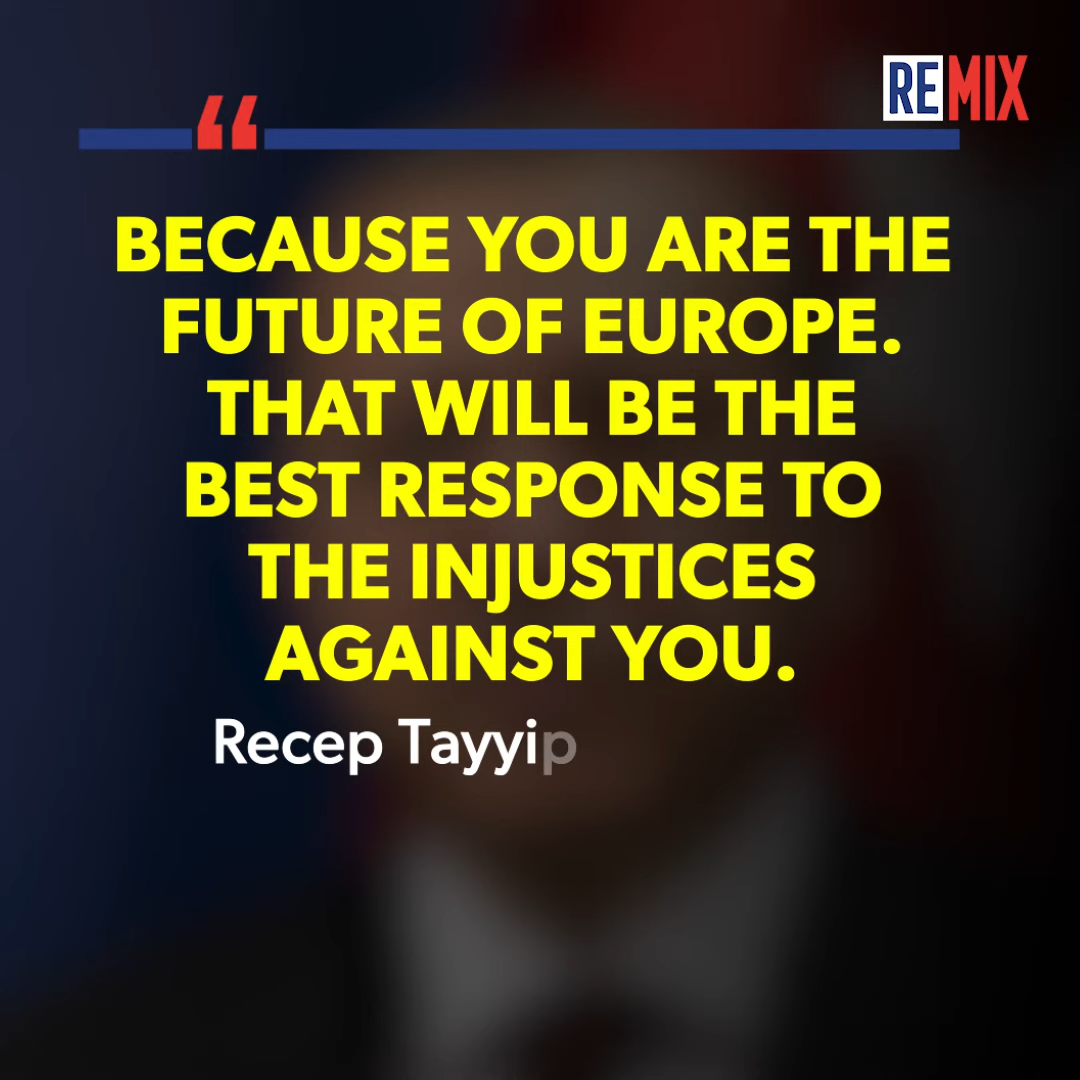 REMIX
“
BECAUSE YOU ARE THE
FUTURE OF EUROPE.
THAT WILL BE THE
BEST RESPONSE TO
THE INJUSTICES
AGAINST YOU.
Recep Tayyip